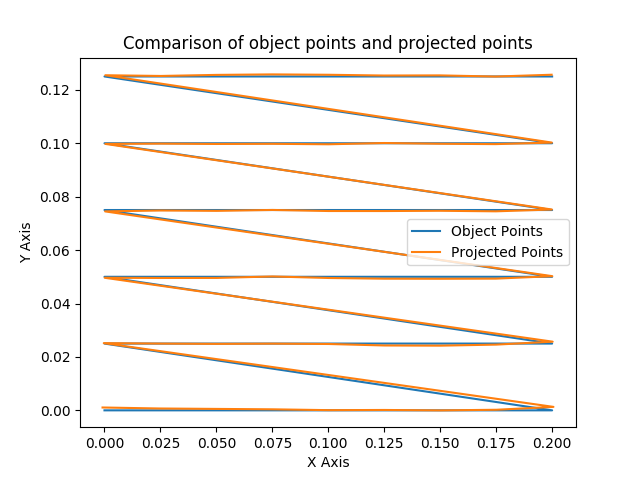 Comparison of object points and projected points
0.12
0.10
0.08
0.06
0.04
0.02
0.00
Y Axis
Object Points
Projected Points
0.000 0.025 0.050 0.075 0.100 0.125 0.150 0.175 0.200
X Axis